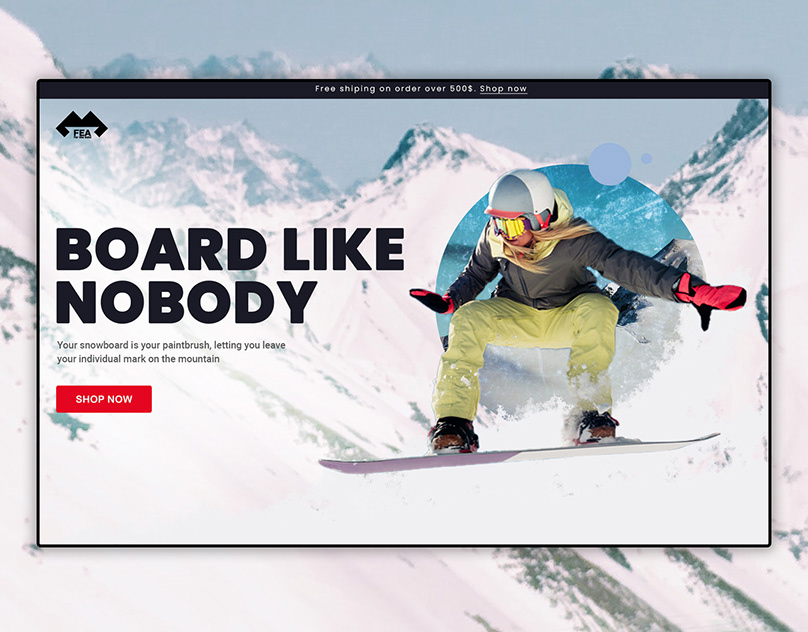 Free shiping on order over 500$. Shop now
FEA
BOARD LIKE
NOBODY
Your snowboard is your paintbrush, letting you leave
your individual mark on the mountain
SHOP NOW